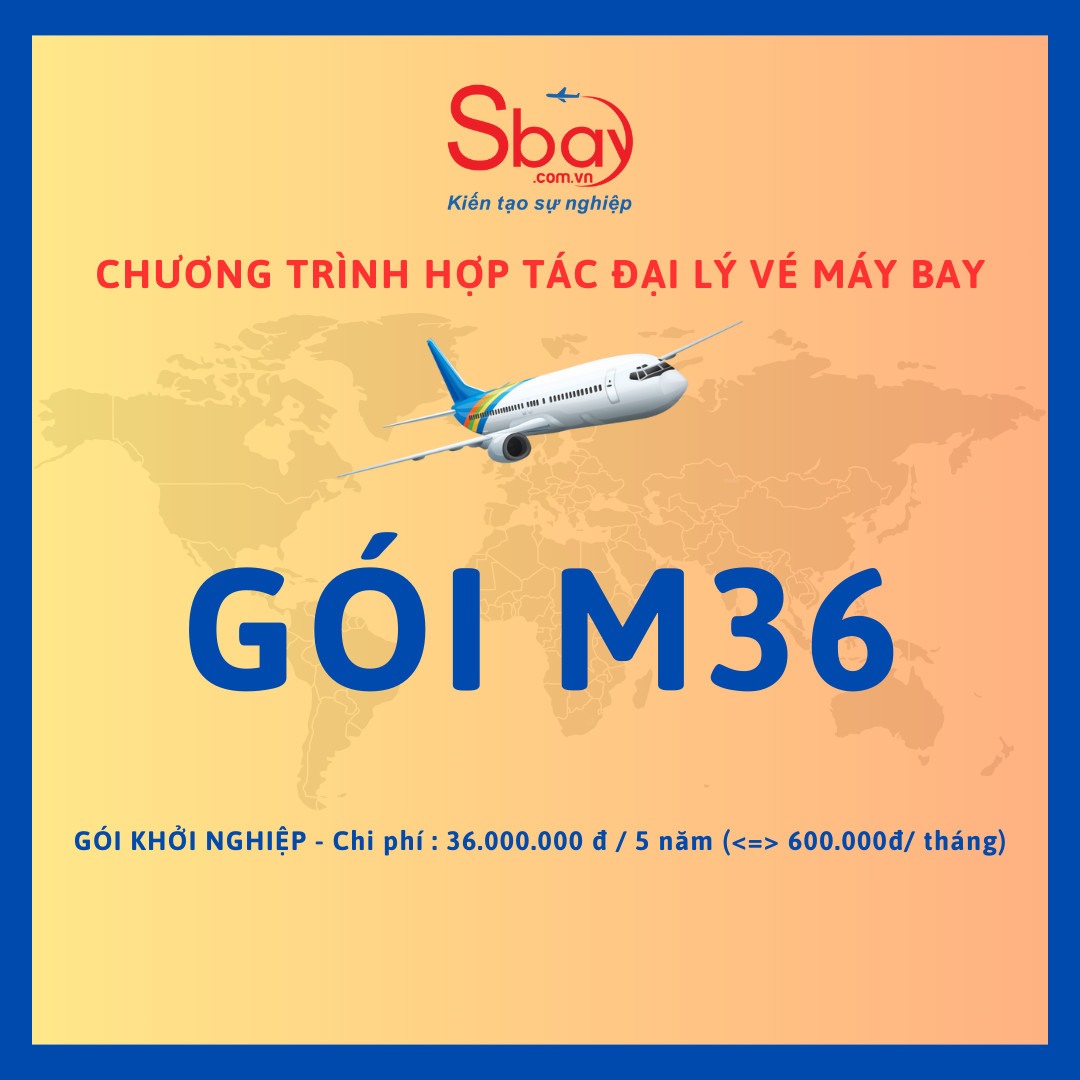 Sbay
.com.vn
Kiến tạo sự nghiệp
CHƯƠNG TRÌNH HỢP TÁC ĐẠI LÝ VÉ MÁY BAY
GÓI M36
GÓI KHỞI NGHIỆP - Chi phí : 36.000.000 đ / 5 năm (<=> 600.000đ/ tháng)